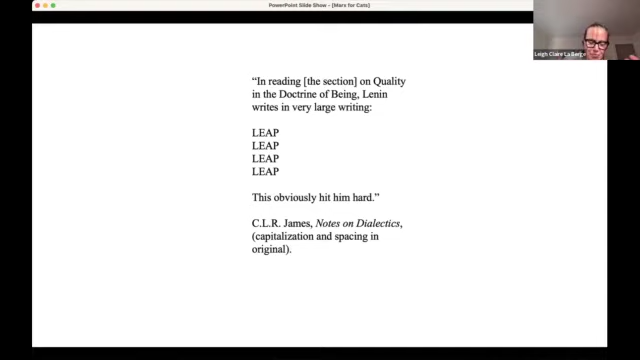 PowerPoint Slide Show - [Marx for Cats]
Leigh Claire La Berge
“In reading [the section] on Quality
in the Doctrine of Being, Lenin
writes in very large writing:
LEAP
LEAP
LEAP
LEAP
This obviously hit him hard.”
C.L.R. James, Notes on Dialectics,
(capitalization and spacing in
original).